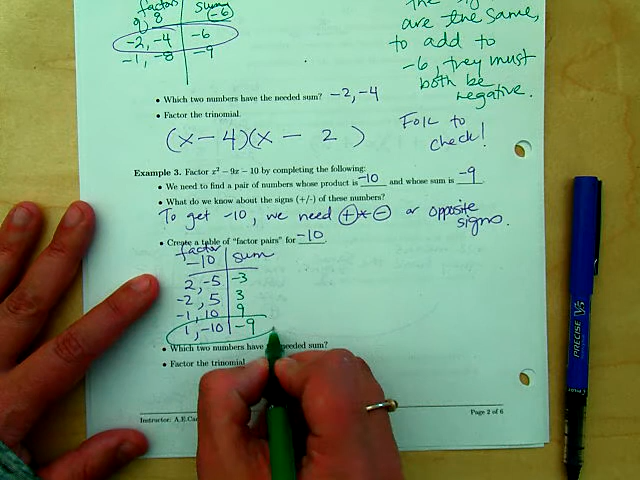 factor sum
8 (-6)
-2, -4 -6
-1, -8 -9
are the same,
to add to
-6, they must
both be
negative.
• Which two numbers have the needed sum? -2, -4
• Factor the trinomial.
(x - 4)(x - 2)
FOIL to
check!
Example 3. Factor x² − 9x − 10 by completing the following:
• We need to find a pair of numbers whose product is -10 and whose sum is -9.
• What do we know about the signs (+/-) of these numbers?
To get -10, we need + * - or opposite
signs.
• Create a table of "factor pairs" for -10.
factor sum
-10
2, -5 -3
-2, 5 3
-1, 10 9
1, -10 -9
• Which two numbers have needed sum?
• Factor the trinomial
Instructor: A.E.
Page 2 of 6
PRECISE V5
PILOT